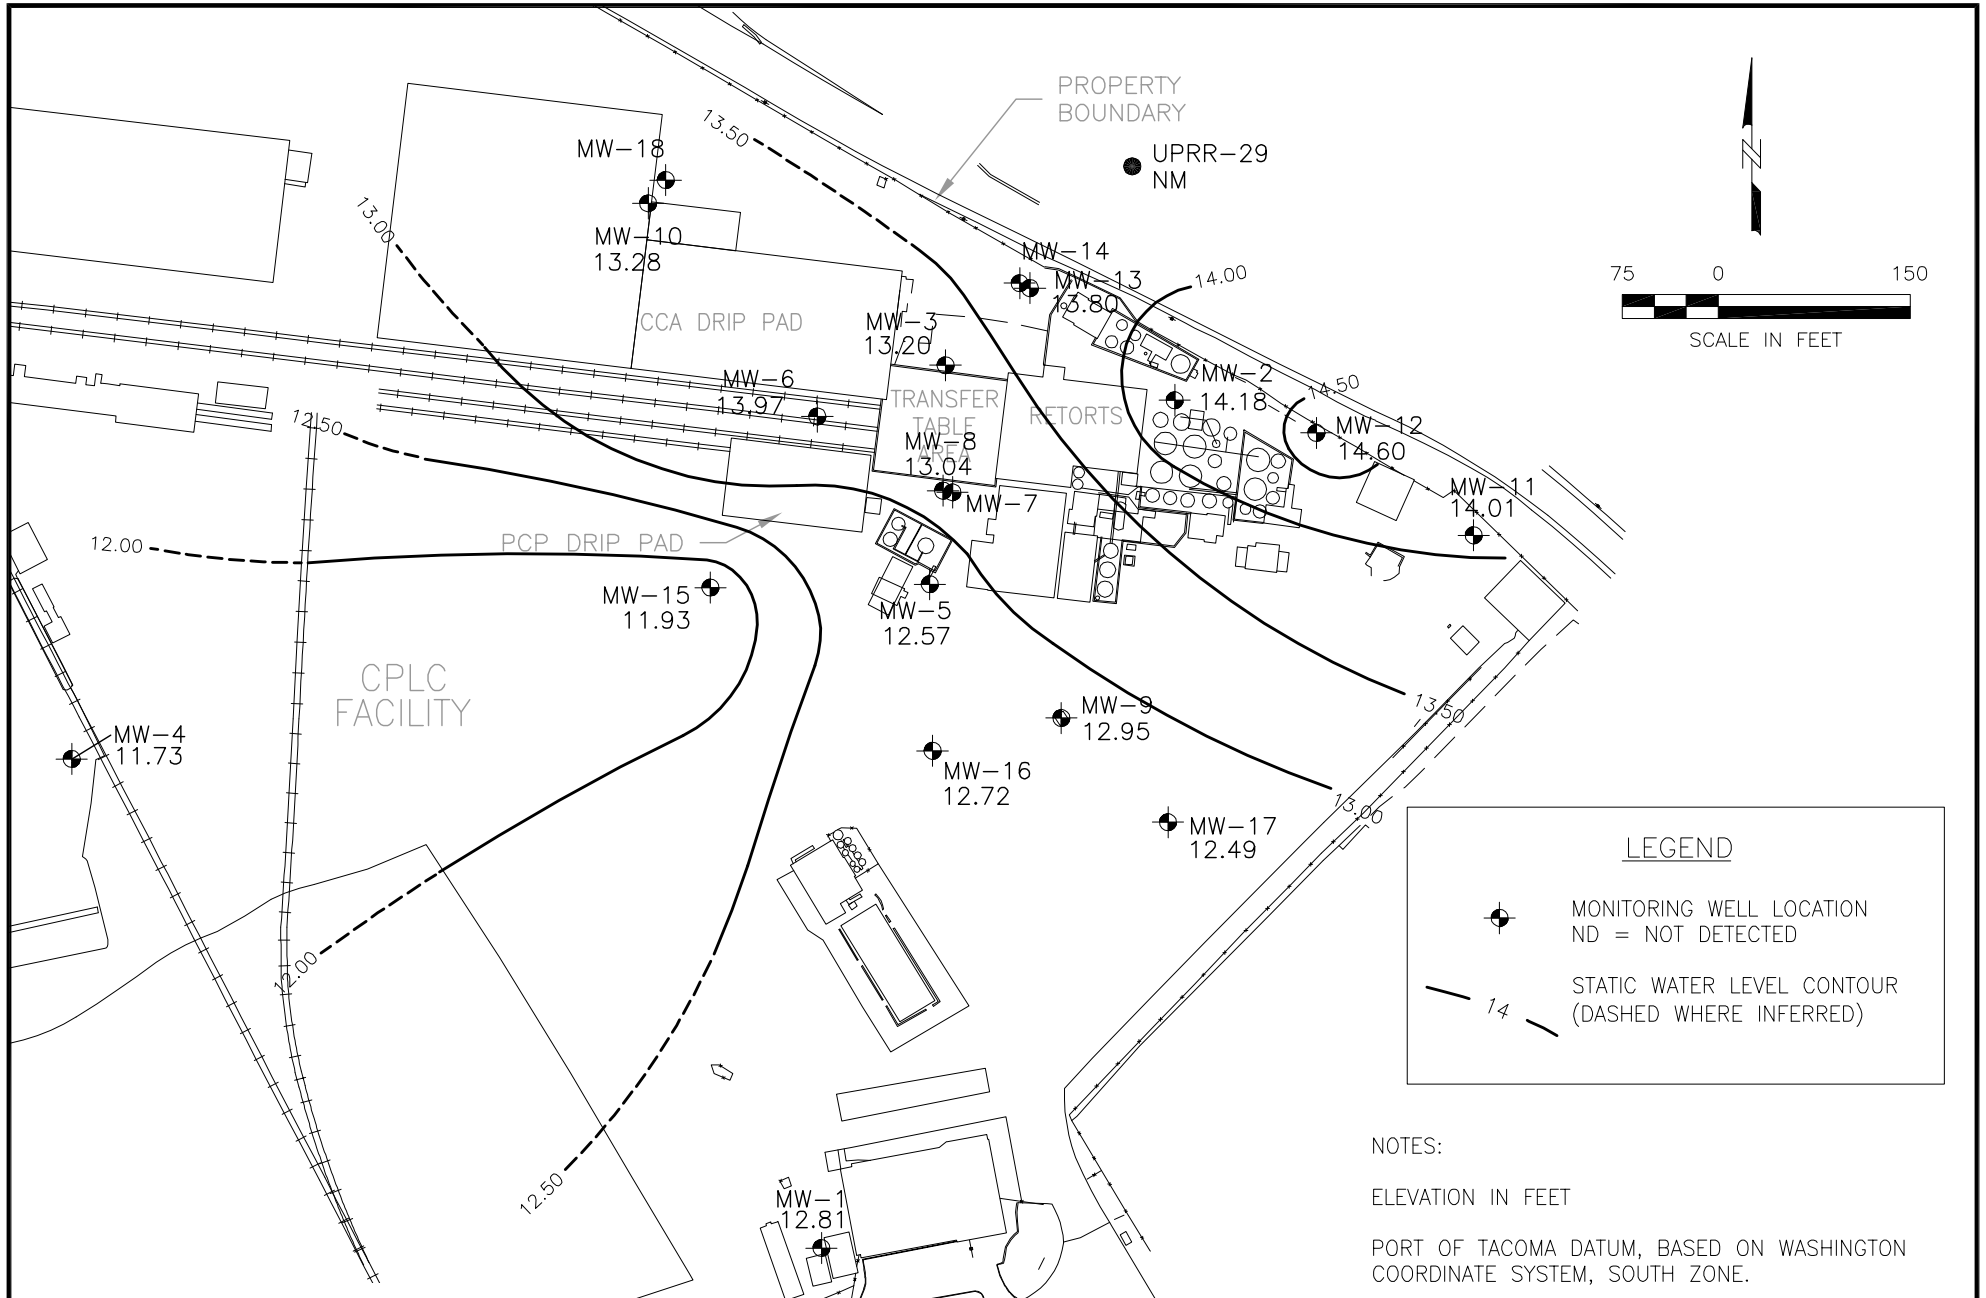 PROPERTY
BOUNDARY
13.50
UPRR-29
NM
MW-18
13.00
MW-10
13.28
MW-14
MW-13
13.80
14.00
75 0 150
SCALE IN FEET
N
CCA DRIP PAD
MW-3
13.20
MW-6
13.97
TRANSFER
TABLE
AREA
RETORTS
MW-2
14.18
14.50
MW-12
14.60
12.50
MW-8
13.04
MW-7
MW-11
14.01
12.00
PCP DRIP PAD
MW-15
11.93
MW-5
12.57
CPLC
FACILITY
MW-4
11.73
MW-9
12.95
13.50
MW-16
12.72
13.00
MW-17
12.49
12.00
12.50
MW-1
12.81
LEGEND
MONITORING WELL LOCATION
ND = NOT DETECTED
14
STATIC WATER LEVEL CONTOUR
(DASHED WHERE INFERRED)
NOTES:
ELEVATION IN FEET
PORT OF TACOMA DATUM, BASED ON WASHINGTON
COORDINATE SYSTEM, SOUTH ZONE.